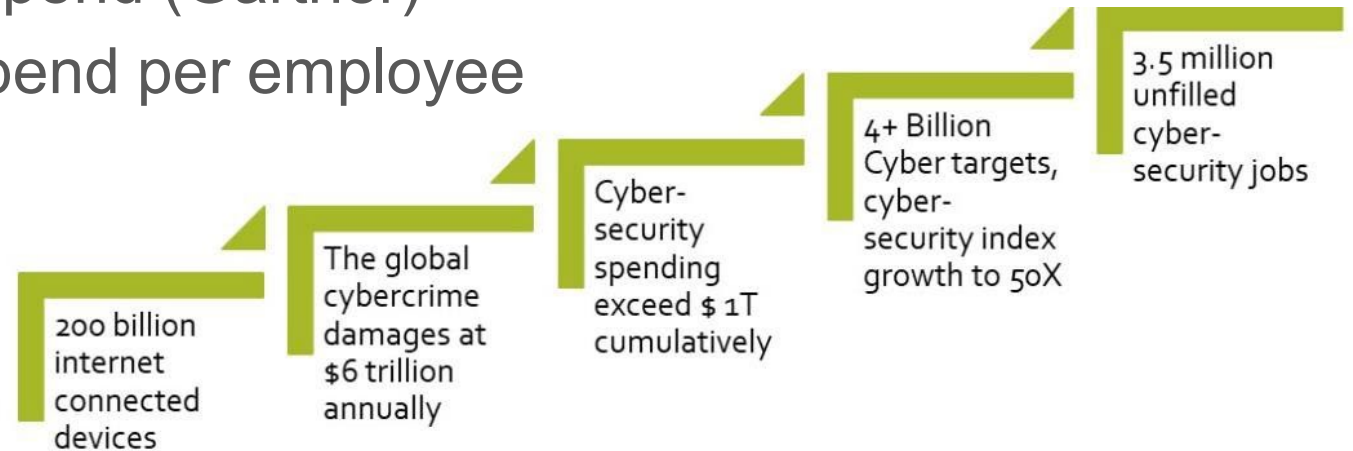 (Gartner)
per employee
200 billion
internet
connected
devices
The global
cybercrime
damages at
$6 trillion
annually
Cyber-
security
spending
exceed $ 1T
cumulatively
4+ Billion
Cyber targets,
cyber-
security index
growth to 50X
3.5 million
unfilled
cyber-
security jobs